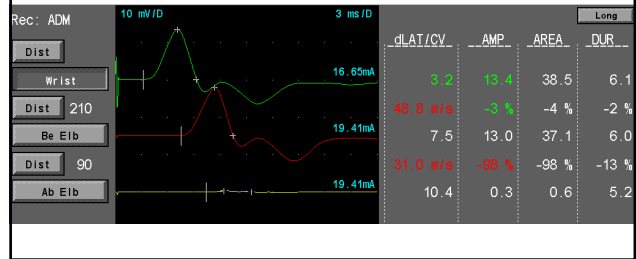 Rec: ADM 10 mV/D 3 ms/D Long
dLAT/CV AMP AREA DUR
Dist
Wrist 16.65mA 3.2 13.4 38.5 6.1
Dist 210 48.8 m/s -3 % -4 % -2 %
Be Elb 19.41mA 7.5 13.0 37.1 6.0
Dist 90 31.0 m/s -98 % -98 % -13 %
Ab Elb 19.41mA 10.4 0.3 0.6 5.2